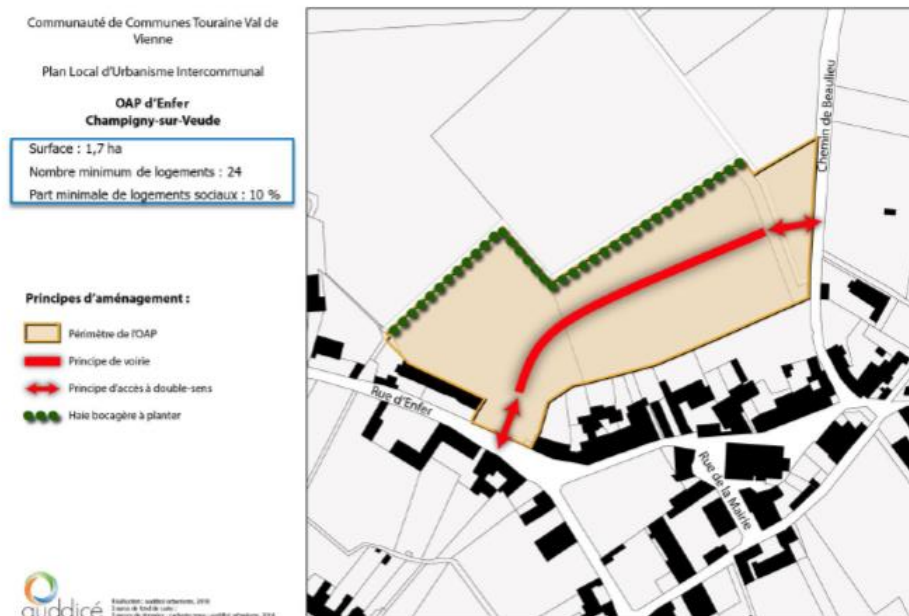 Communauté de Communes Touraine Val de
Vienne
Plan Local d'Urbanisme Intercommunal
OAP d'Enfer
Champigny-sur-Veude
Surface : 1,7 ha
Nombre minimum de logements : 24
Part minimale de logements sociaux : 10 %
Principes d'aménagement :
Périmètre de l'OAP
Principe de voirie
Principe d'accès à double-sens
Haie bocagère à planter
Chemin de Beaulieu
Rue d'Enfer
Rue de la Mairie
auddicé